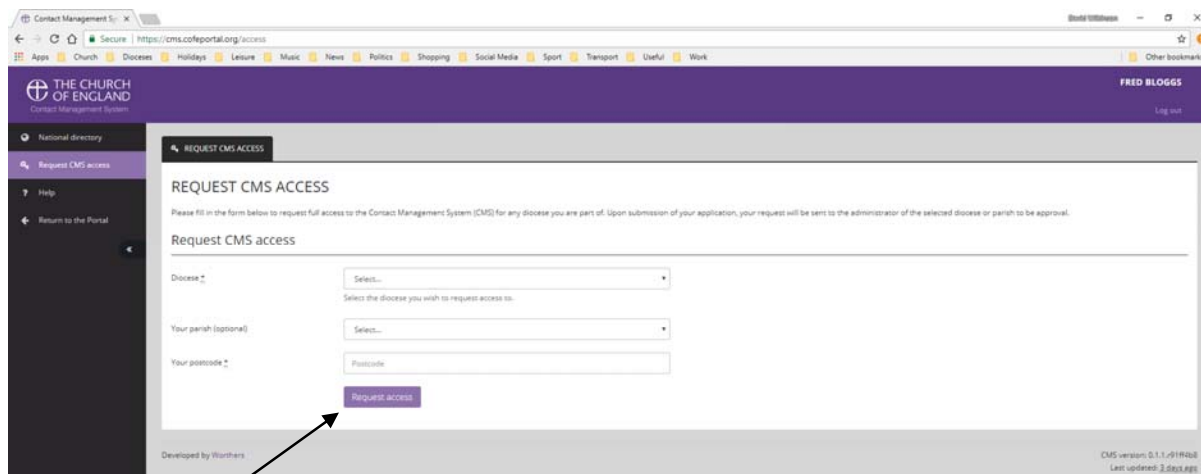 Contact Management Sy
Secure | https://cms.cofeportal.org/access
Apps Church Dioceses Holidays Leisure Music News Politics Shopping Social Media Sport Transport Useful Work Other bookmark
THE CHURCH
OF ENGLAND
Contact Management System
FRED BLOGGS
Log out
National directory
Request CMS access
Help
Return to the Portal
REQUEST CMS ACCESS
REQUEST CMS ACCESS
Please fill in the form below to request full access to the Contact Management System (CMS) for any diocese you are part of. Upon submission of your application, your request will be sent to the administrator of the selected diocese or parish to be approval.
Request CMS access
Diocese *
Select...
Select the diocese you wish to request access to.
Your parish (optional)
Select...
Your postcode *
Postcode
Request access
Developed by Worthers
CMS version: 0.1.1
Last updated: 3 days ago